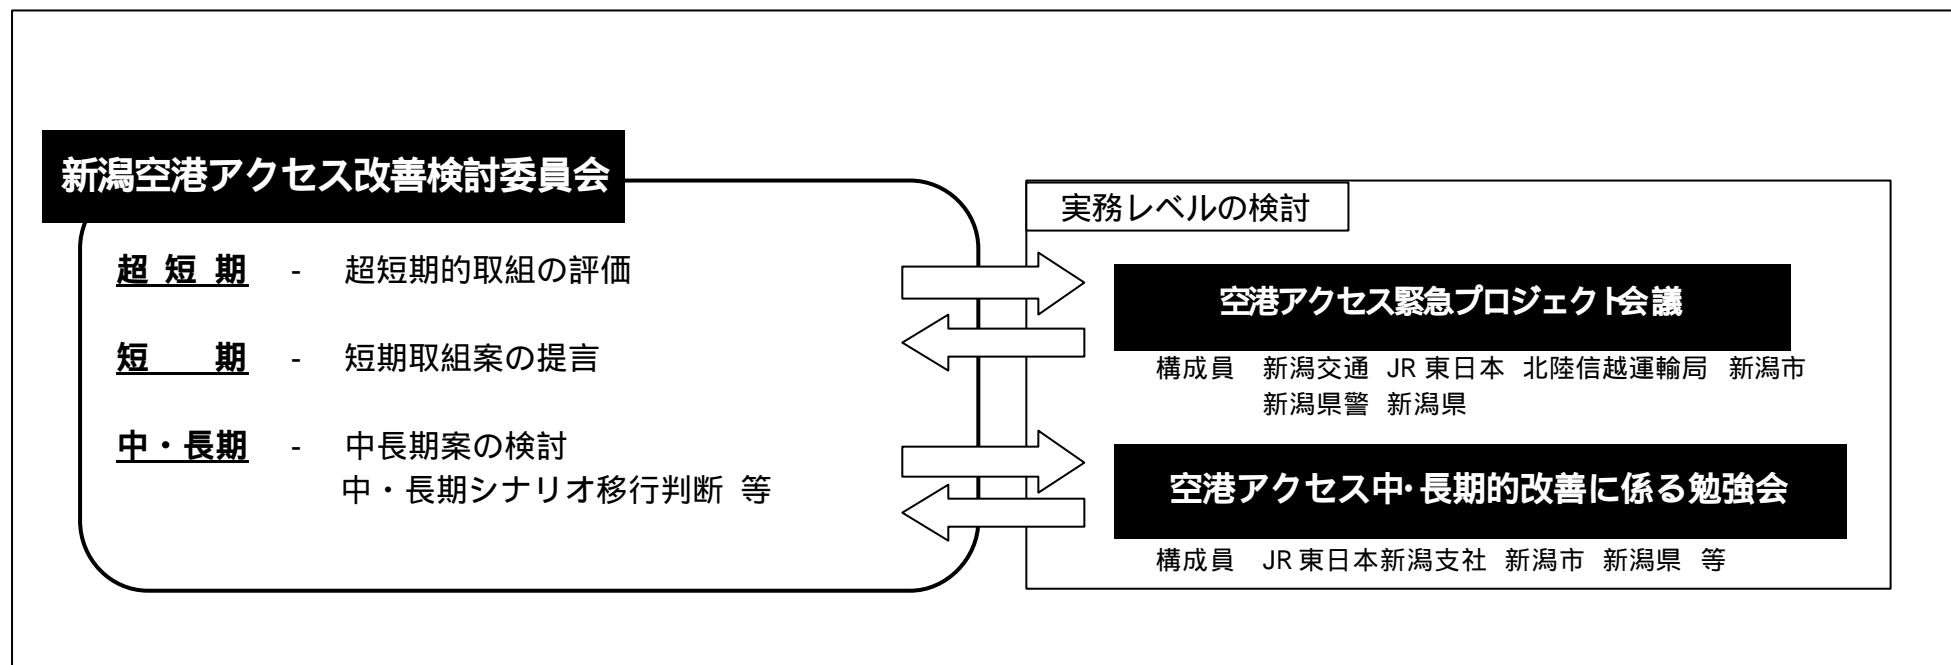 新潟空港アクセス改善検討委員会
超 短 期 - 超短期的取組の評価
短 期 - 短期取組案の提言
中・長期 - 中長期案の検討
中・長期シナリオ移行判断 等
実務レベルの検討
空港アクセス緊急プロジェクト会議
構成員 新潟交通 JR東日本 北陸信越運輸局 新潟市
新潟県警 新潟県
空港アクセス中・長期的改善に係る勉強会
構成員 JR東日本新潟支社 新潟市 新潟県 等